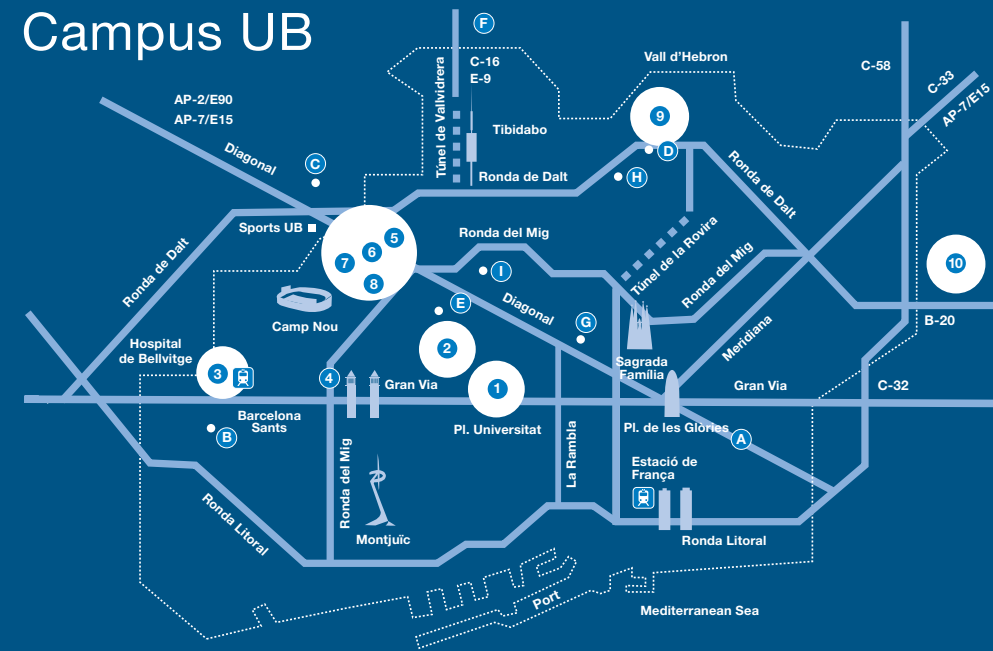 Campus UB
F
C-16
E-9
Túnel de Vallvidrera
Vall d’Hebron
C-58
C-33
AP-7/E15
AP-2/E90
AP-7/E15
Diagonal
C
Tibidabo
9
D
H
Ronda de Dalt
Ronda de Dalt
Sports UB
5
6
7
8
Ronda del Mig
I
Túnel de la Rovira
Ronda del Mig
10
Ronda de Dalt
Camp Nou
E
Diagonal
G
B-20
Meridiana
Hospital
de Bellvitge
2
3
4
Gran Via
1
Sagrada
Família
Gran Via
C-32
Barcelona
Sants
B
Pl. Universitat
Pl. de les Glòries
A
Ronda del Mig
La Rambla
Estació de
França
Ronda Litoral
Montjuïc
Ronda Litoral
Port
Mediterranean Sea